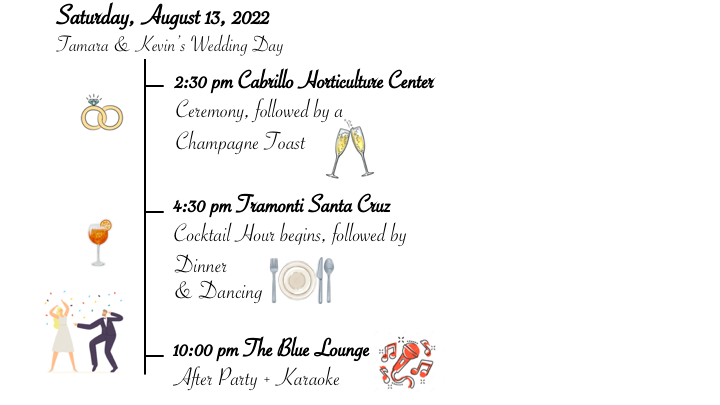 Saturday, August 13, 2022
Tamara & Kevin's Wedding Day
2:30 pm Cabrillo Horticulture Center
Ceremony, followed by a
Champagne Toast
4:30 pm Tramonti Santa Cruz
Cocktail Hour begins, followed by
Dinner
& Dancing
10:00 pm The Blue Lounge
After Party + Karaoke